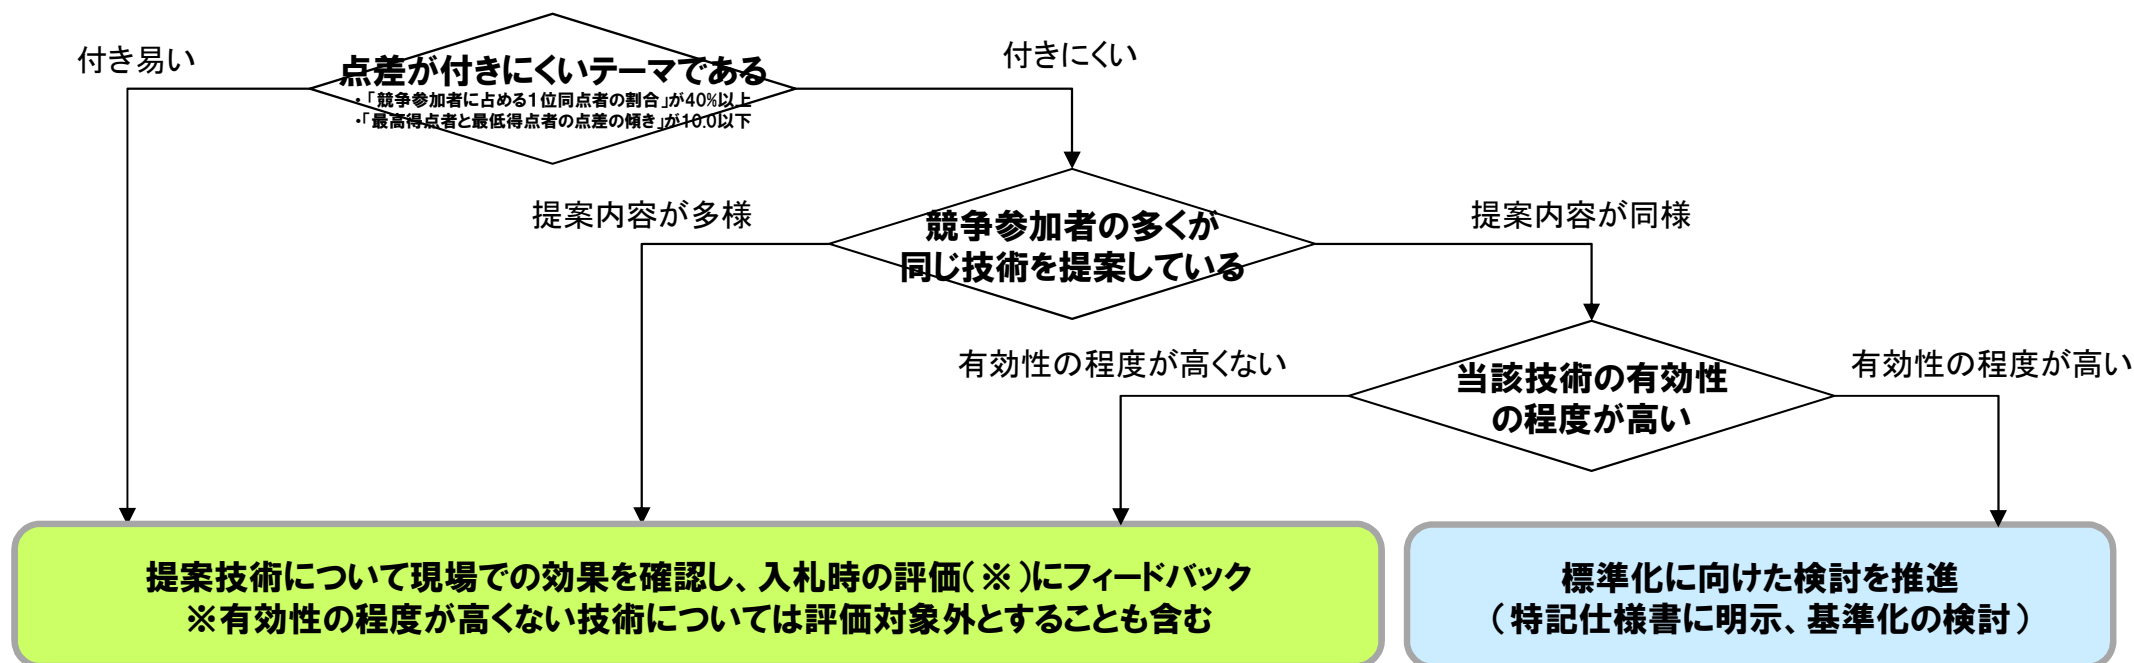 付き易い
点差が付きにくいテーマである
・「競争参加者に占める1位同点者の割合」が40%以上
・「最高得点者と最低得点者の点差の傾き」が10.0以下
付きにくい
提案内容が多様
競争参加者の多くが
同じ技術を提案している
提案内容が同様
有効性の程度が高くない
当該技術の有効性
の程度が高い
有効性の程度が高い
提案技術について現場での効果を確認し、入札時の評価(※)にフィードバック
※有効性の程度が高くない技術については評価対象外とすることも含む
標準化に向けた検討を推進
(特記仕様書に明示、基準化の検討)